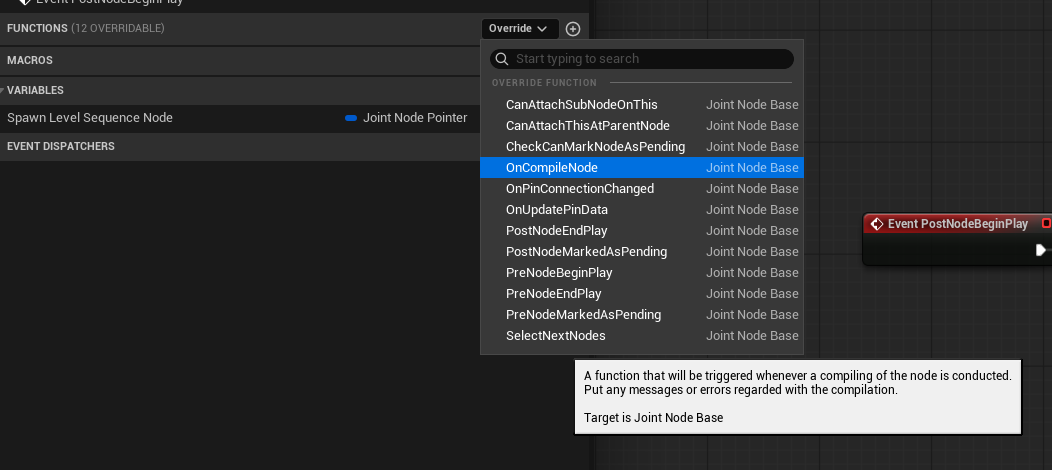 Event PostNodeBeginPlay
FUNCTIONS (12 OVERRIDABLE)
Override
MACROS
VARIABLES
Spawn Level Sequence Node Joint Node Pointer
EVENT DISPATCHERS
Start typing to search
OVERRIDE FUNCTION
CanAttachSubNodeOnThis Joint Node Base
CanAttachThisAtParentNode Joint Node Base
CheckCanMarkNodeAsPending Joint Node Base
OnCompileNode Joint Node Base
OnPinConnectionChanged Joint Node Base
OnUpdatePinData Joint Node Base
PostNodeEndPlay Joint Node Base
PostNodeMarkedAsPending Joint Node Base
PreNodeBeginPlay Joint Node Base
PreNodeEndPlay Joint Node Base
PreNodeMarkedAsPending Joint Node Base
SelectNextNodes Joint Node Base
A function that will be triggered whenever a compiling of the node is conducted.
Put any messages or errors regarded with the compilation.
Target is Joint Node Base
Event PostNodeBeginPlay